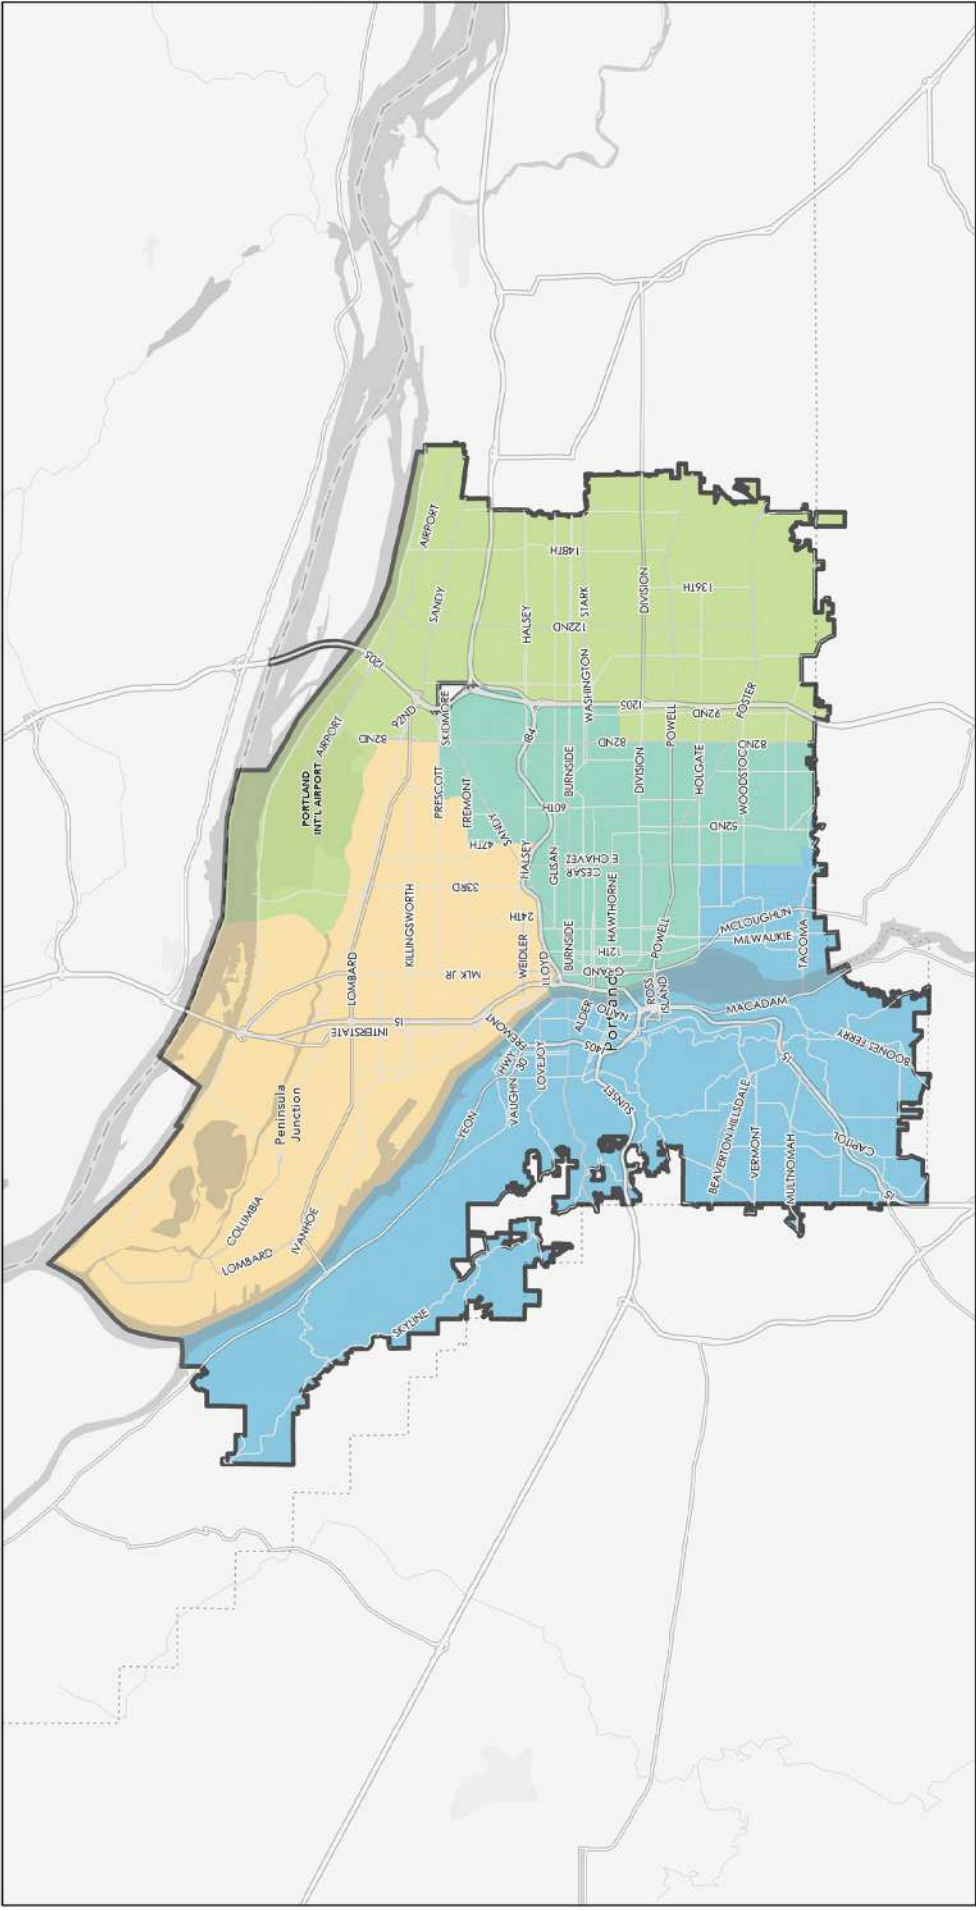 COLUMBIA
LOMBARD
IVANHOE
Peninsula
Junction
PORTLAND
INT'L AIRPORT
AIRPORT
I205
82ND
92ND
AIRPORT
SANDY
LOMBARD
INTERSTATE
I5
KILLINGSWORTH
MLK JR
33RD
PRESCOTT
SKIDMORE
FREMONT
47TH
SANDY
SKYLINE
YEON
HWY
30
FREMONT
VAUGHN
LOVEJOY
WEIDLER
LLOYD
24TH
HALSEY
I84
HALSEY
148TH
122ND
GLISAN
60TH
BURNSIDE
BURNSIDE
CESAR
E CHAVEZ
WASHINGTON
STARK
ALDER
NAITO
GRAND
12TH
HAWTHORNE
82ND
I205
Portland
I405
SUNSET
DIVISION
DIVISION
ROSS
ISLAND
POWELL
POWELL
136TH
HOLGATE
92ND
52ND
WOODSTOCK
82ND
FOSTER
BEAVERTON HILLSDALE
VERMONT
MULTNOMAH
MACADAM
MCLOUGHLIN
MILWAUKIE
TACOMA
I5
CAPITOL
BOONES FERRY
I5